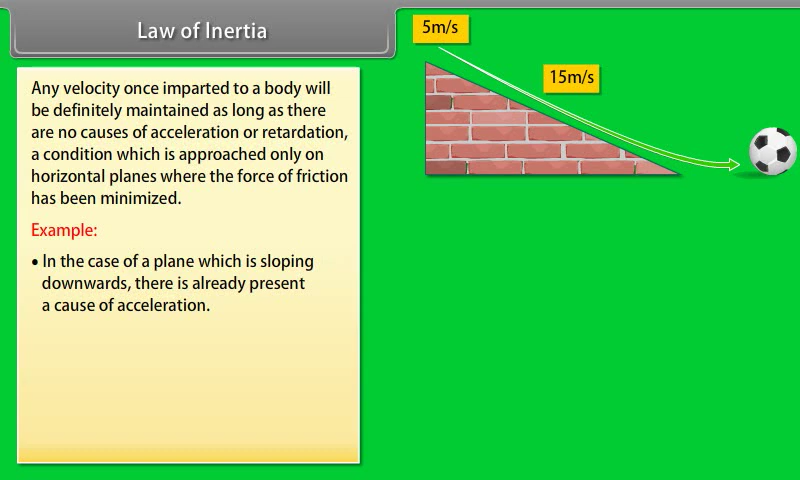 Law of Inertia
5m/s
15m/s
Any velocity once imparted to a body will
be definitely maintained as long as there
are no causes of acceleration or retardation,
a condition which is approached only on
horizontal planes where the force of friction
has been minimized.
Example:
• In the case of a plane which is sloping
downwards, there is already present
a cause of acceleration.